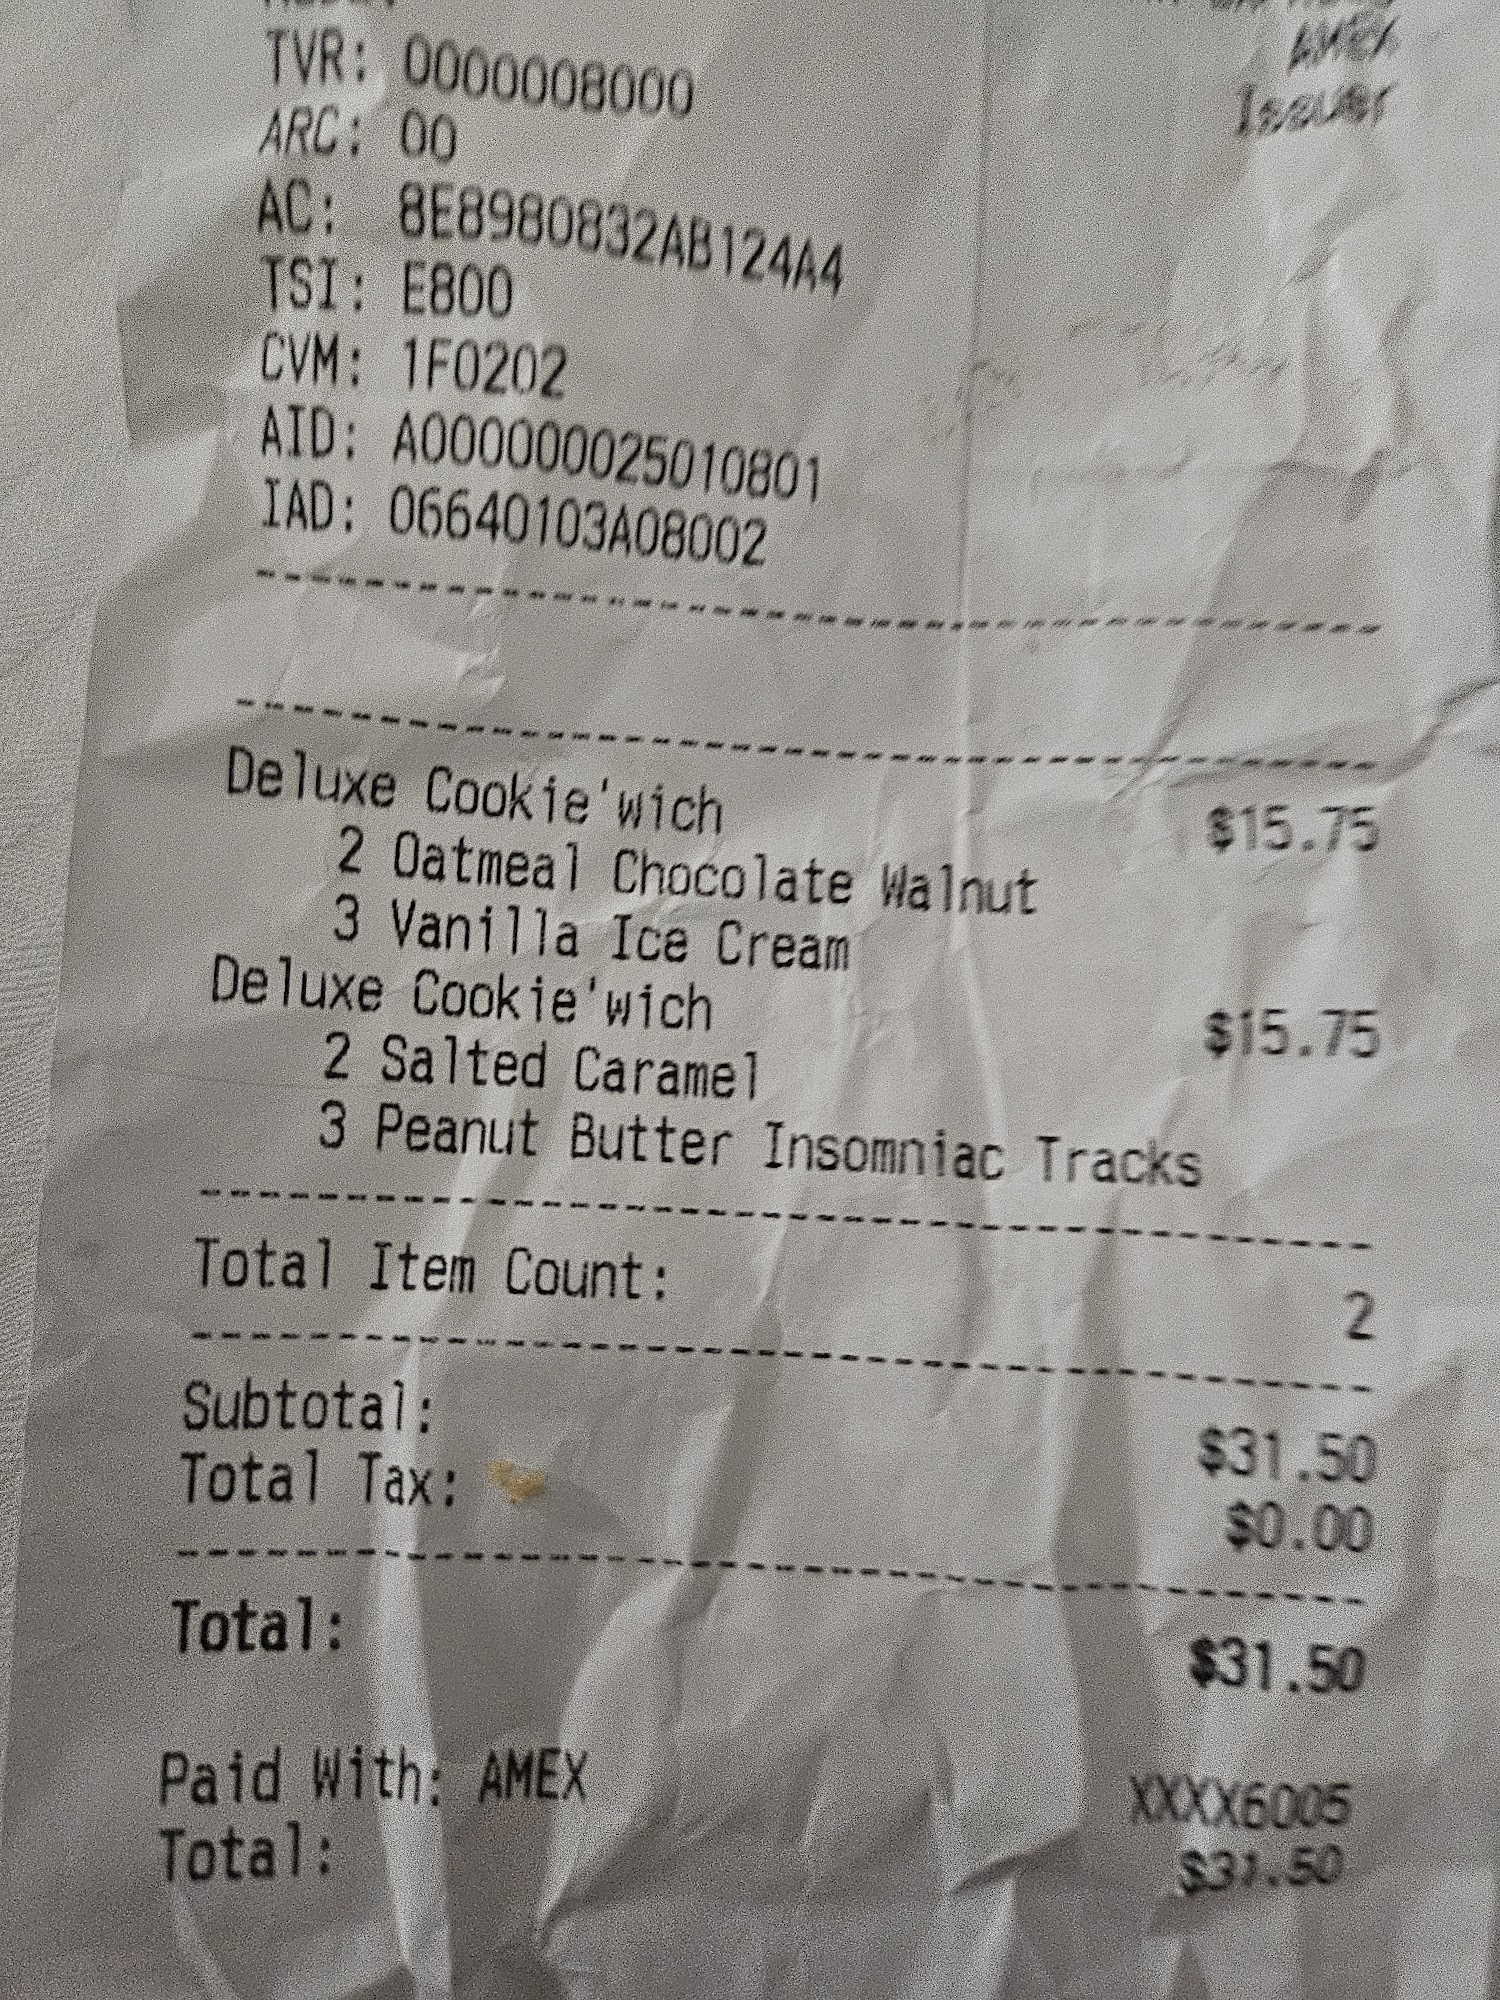 TVR: 0000008000 AMEX
ARC: 00 Issuer
AC: 8E8980832AB124A4
TSI: E800
CVM: 1F0202
AID: A000000025010801
IAD: 06640103A08002
Deluxe Cookie'wich $15.75
2 Oatmeal Chocolate Walnut
3 Vanilla Ice Cream
Deluxe Cookie'wich $15.75
2 Salted Caramel
3 Peanut Butter Insomniac Tracks
Total Item Count: 2
Subtotal: $31.50
Total Tax: $0.00
Total: $31.50
Paid With: AMEX XXXX6005
Total: $31.50